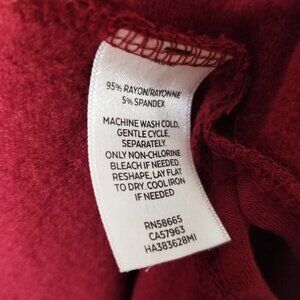 95% RAYON/RAYONNE
5% SPANDEX
MACHINE WASH COLD,
GENTLE CYCLE,
SEPARATELY.
ONLY NON-CHLORINE
BLEACH IF NEEDED.
RESHAPE, LAY FLAT
TO DRY. COOL IRON
IF NEEDED
RN58665
CA57963
HA383628MI